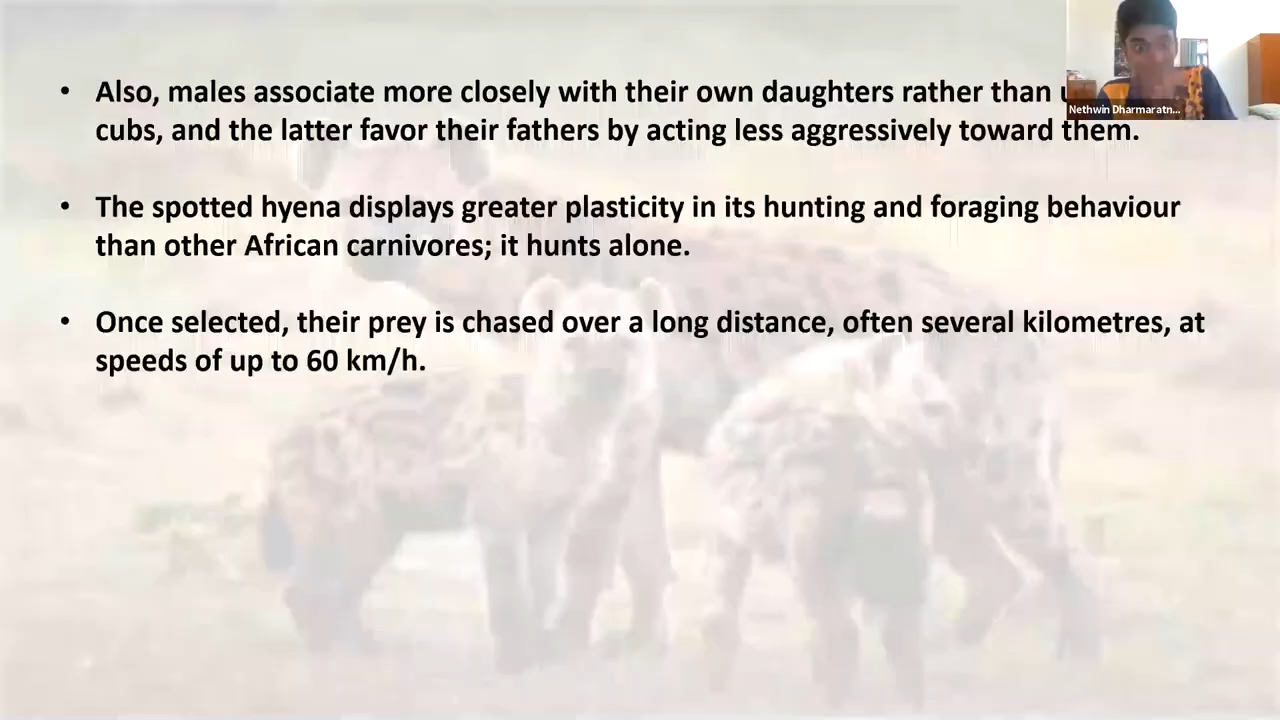 • Also, males associate more closely with their own daughters rather than
cubs, and the latter favor their fathers by acting less aggressively toward them.
• The spotted hyena displays greater plasticity in its hunting and foraging behaviour
than other African carnivores; it hunts alone.
• Once selected, their prey is chased over a long distance, often several kilometres, at
speeds of up to 60 km/h.
Nethwin Dharmaratn...